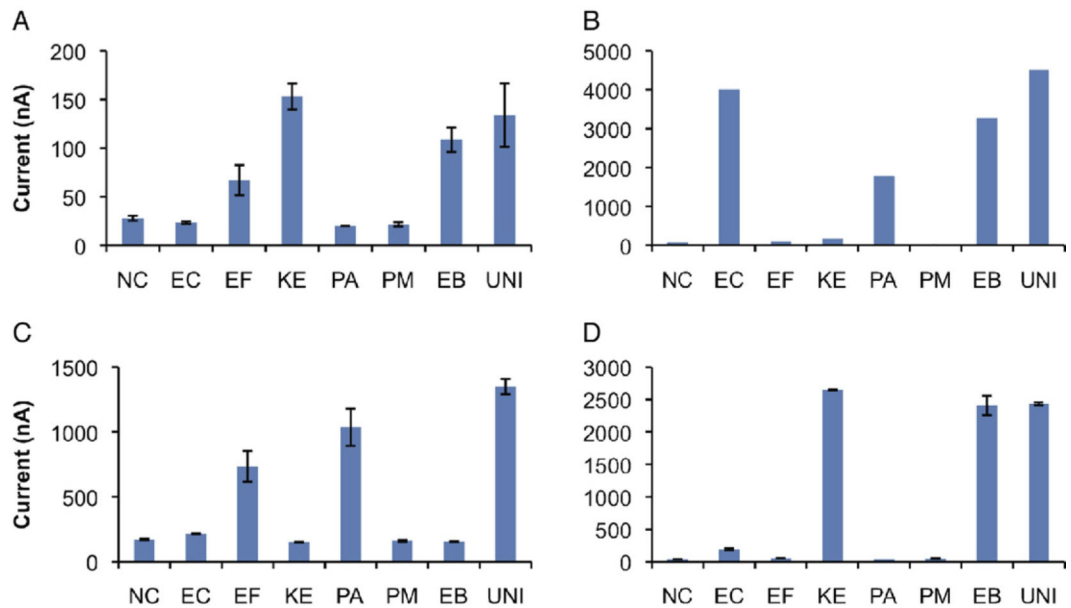 A
Current (nA)
200
150
100
50
0
NC EC EF KE PA PM EB UNI
B
5000
4000
3000
2000
1000
0
NC EC EF KE PA PM EB UNI
C
Current (nA)
1500
1000
500
0
NC EC EF KE PA PM EB UNI
D
3000
2500
2000
1500
1000
500
0
NC EC EF KE PA PM EB UNI